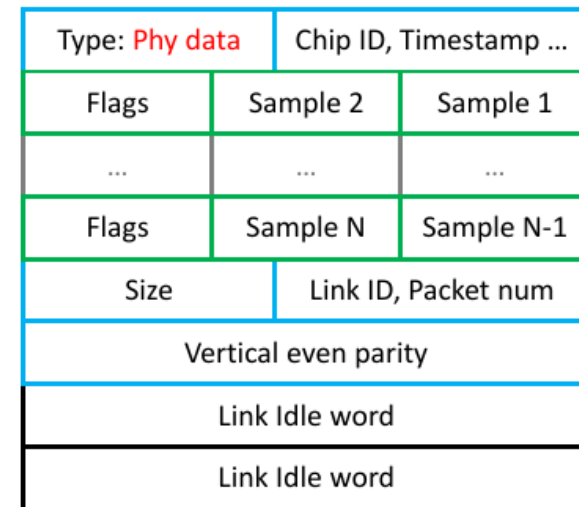 Type: Phy data Chip ID, Timestamp ...
Flags Sample 2 Sample 1
... ... ...
Flags Sample N Sample N-1
Size Link ID, Packet num
Vertical even parity
Link Idle word
Link Idle word